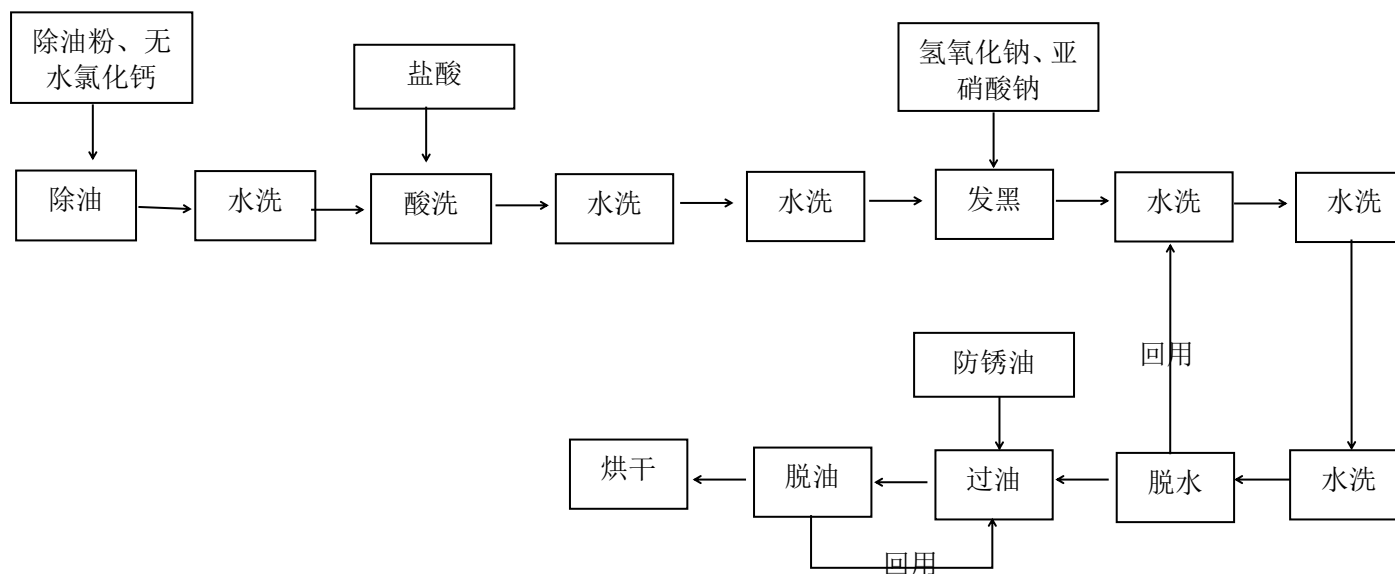 除油粉、无
水氯化钙
盐酸
氢氧化钠、亚
硝酸钠
除油
水洗
酸洗
水洗
水洗
发黑
水洗
水洗
防锈油
回用
烘干
脱油
过油
脱水
水洗
回用